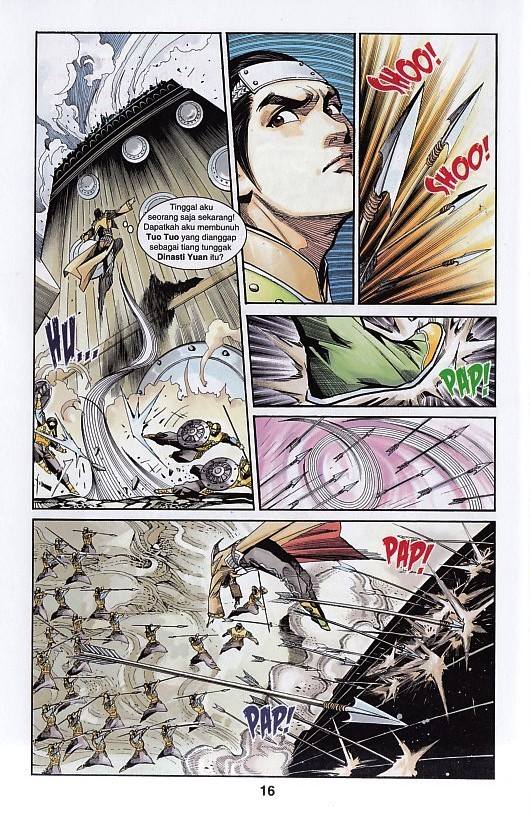 Tinggal aku
seorang saja sekarang!
Dapatkah aku membunuh
Tuo Tuo yang dianggap
sebagai tiang tunggak
Dinasti Yuan itu?
HU...
SHOO!
SHOO!
PAP!
PAP!
PAP!
16